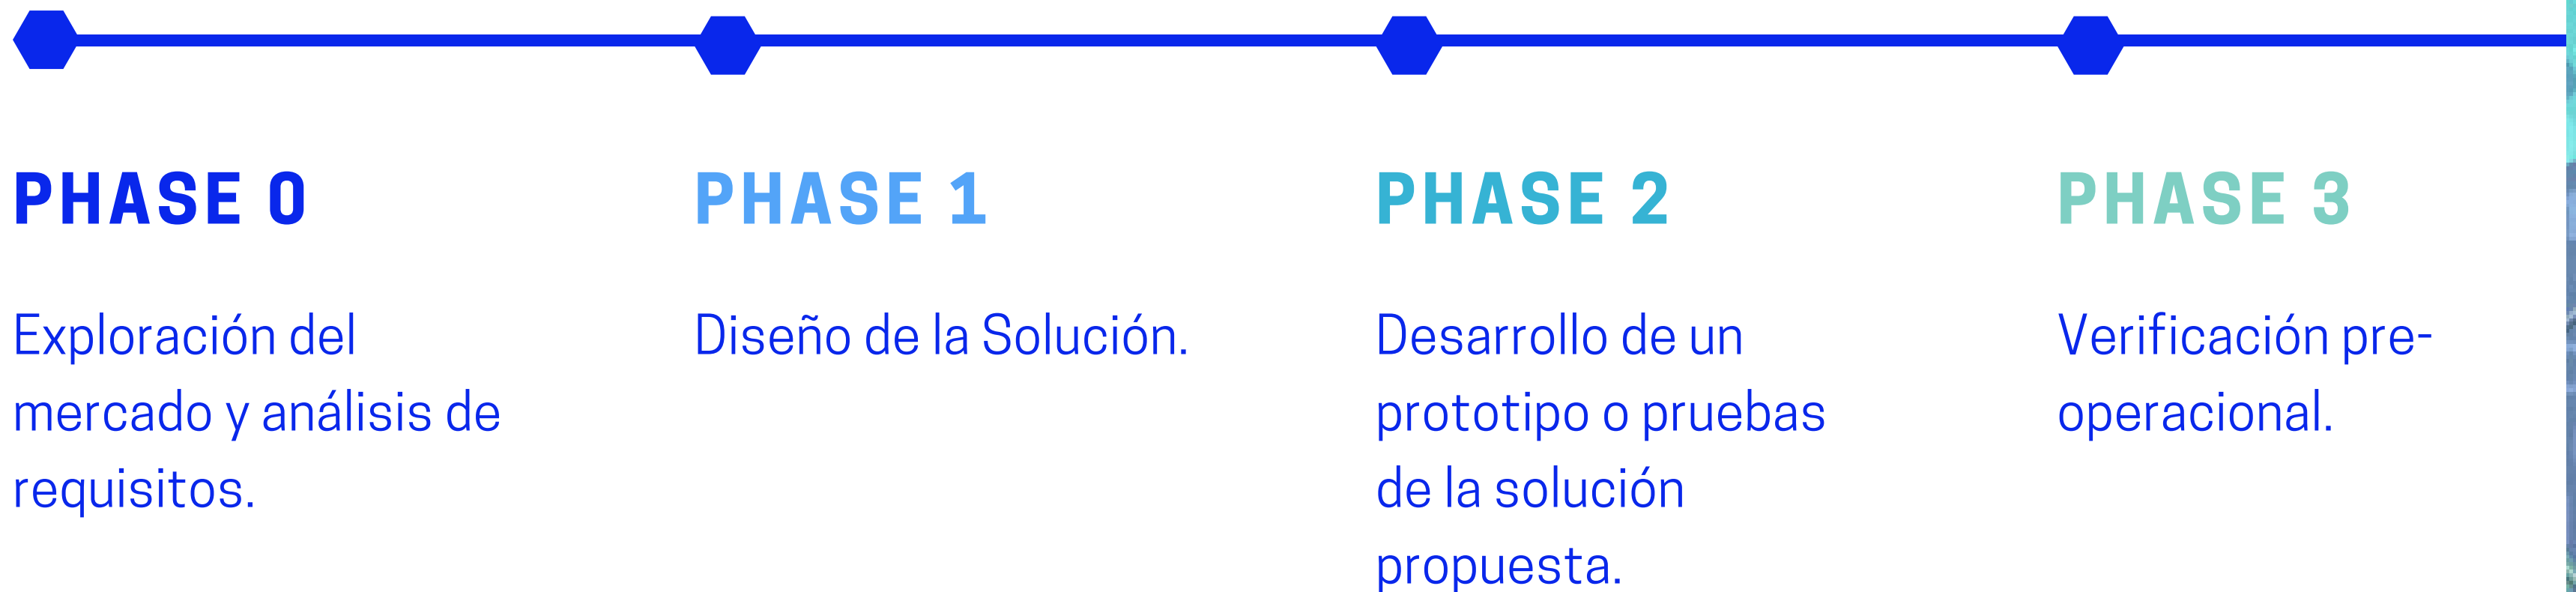 PHASE 0
Exploración del
mercado y análisis de
requisitos.
PHASE 1
Diseño de la Solución.
PHASE 2
Desarrollo de un
prototipo o pruebas
de la solución
propuesta.
PHASE 3
Verificación pre-
operacional.